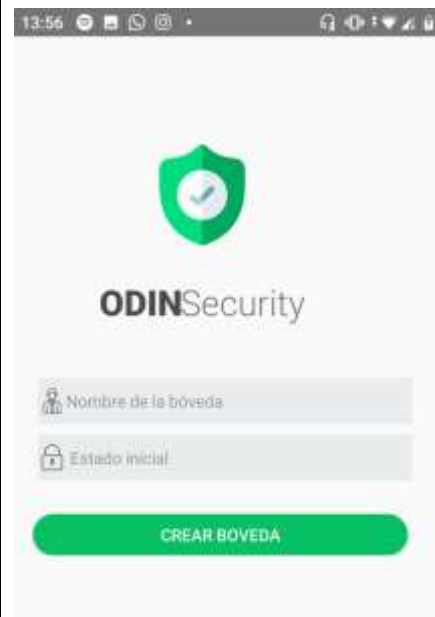 13:56
ODINSecurity
Nombre de la bóveda
Estado inicial
CREAR BOVEDA